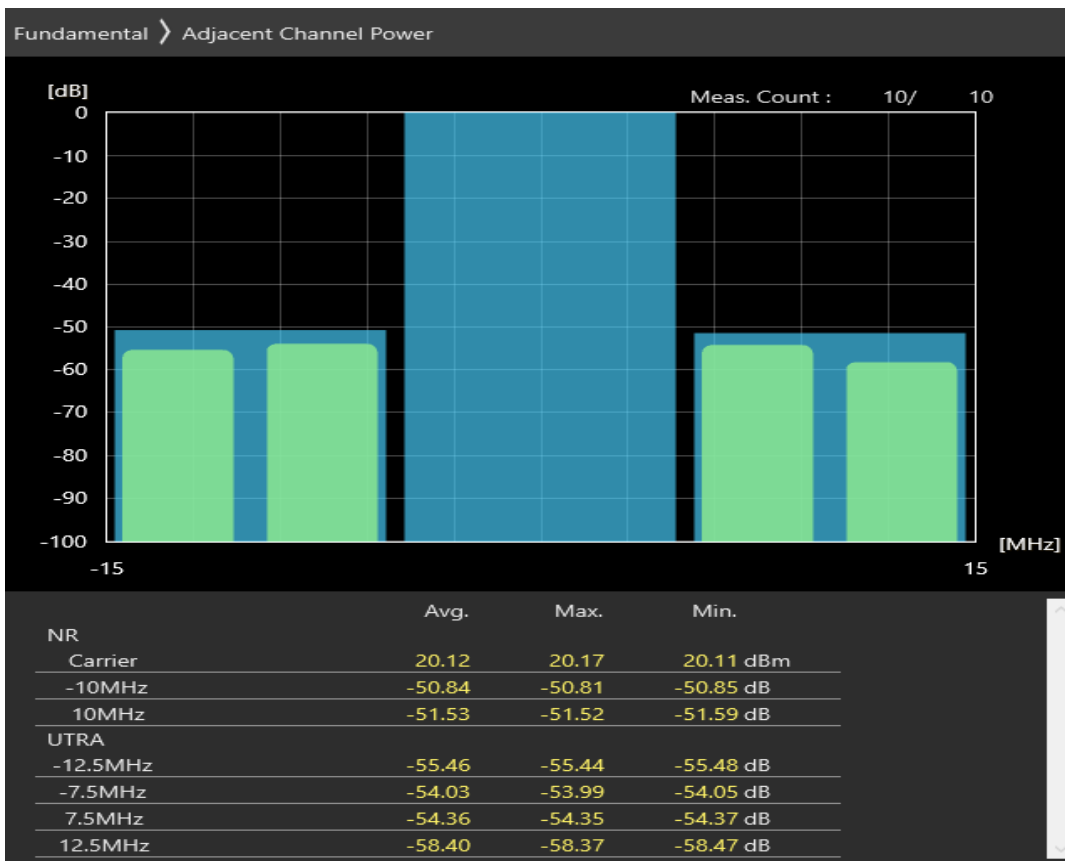 Fundamental 〉 Adjacent Channel Power
[dB]
Meas. Count : 10/ 10
0
-10
-20
-30
-40
-50
-60
-70
-80
-90
-100
[MHz]
-15 15
Avg. Max. Min.
NR
Carrier 20.12 20.17 20.11 dBm
-10MHz -50.84 -50.81 -50.85 dB
10MHz -51.53 -51.52 -51.59 dB
UTRA
-12.5MHz -55.46 -55.44 -55.48 dB
-7.5MHz -54.03 -53.99 -54.05 dB
7.5MHz -54.36 -54.35 -54.37 dB
12.5MHz -58.40 -58.37 -58.47 dB